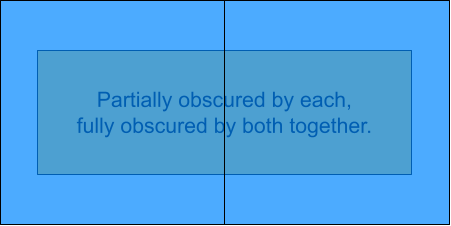 Partially obscured by each,
fully obscured by both together.